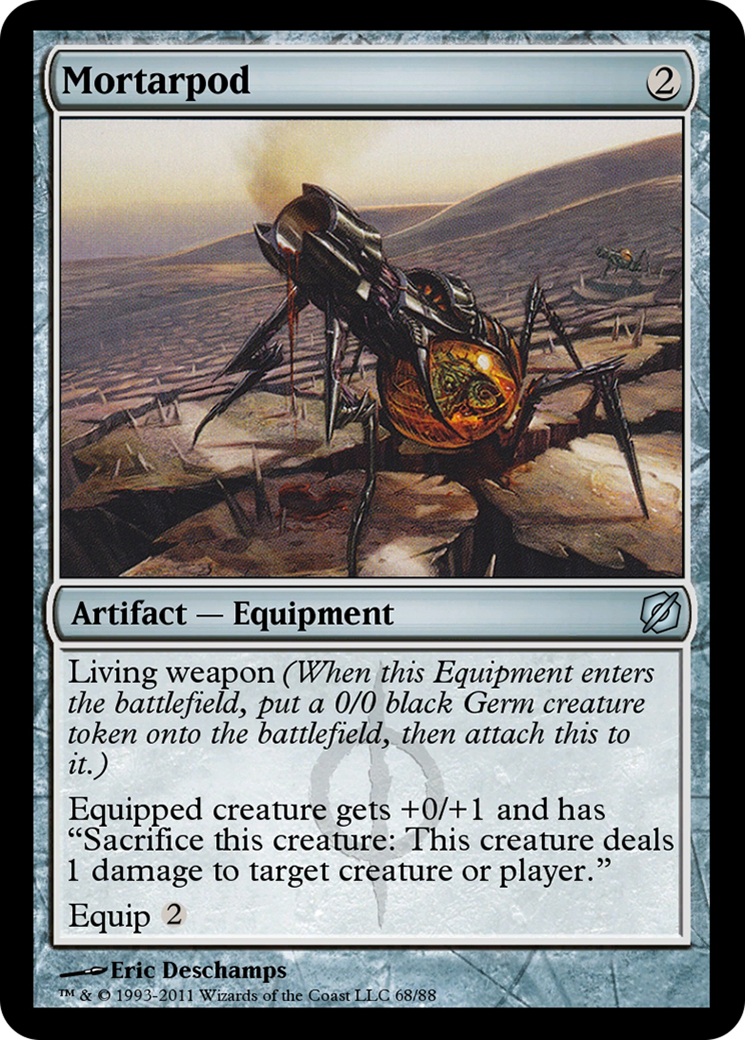 Mortarpod 2
Artifact — Equipment
Living weapon (When this Equipment enters
the battlefield, put a 0/0 black Germ creature
token onto the battlefield, then attach this to
it.)
Equipped creature gets +0/+1 and has
“Sacrifice this creature: This creature deals
1 damage to target creature or player.”
Equip 2
Eric Deschamps
™ & © 1993-2011 Wizards of the Coast LLC 68/88